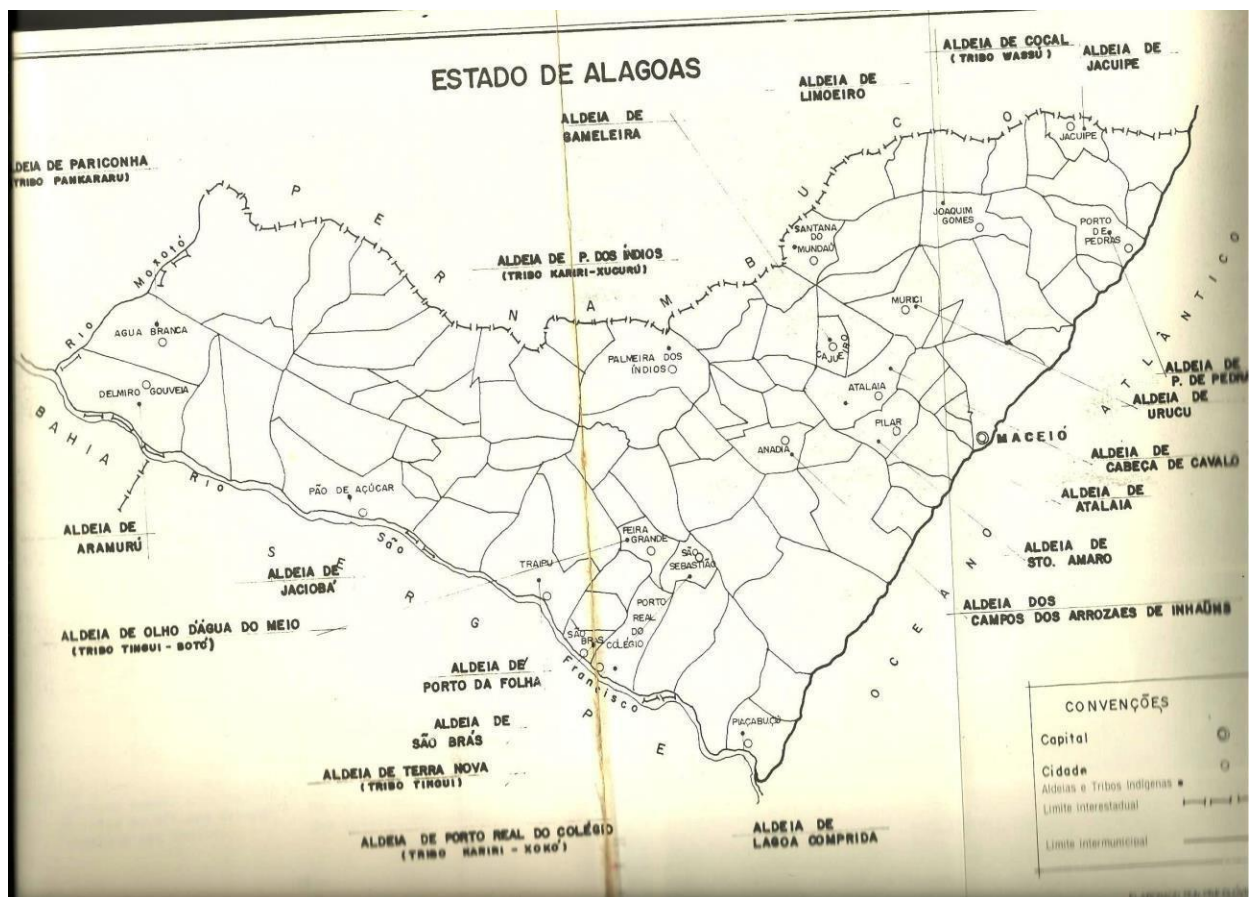 ESTADO DE ALAGOAS
ALDEIA DE COCAL
(TRIBO WASSÚ)
ALDEIA DE
JACUIPE
ALDEIA DE
LIMOEIRO
ALDEIA DE
GAMELEIRA
ALDEIA DE PARICONHA
(TRIBO PANKARARU)
ALDEIA DE P. DOS ÍNDIOS
(TRIBO KARIRI-XUCURÚ)
PERNAMBUCO
JACUIPE
JOAQUIM
GOMES
PORTO
DE
PEDRAS
SANTANA
DO
MUNDAÚ
Rio Moxotó
AGUA BRANCA
DELMIRO GOUVEIA
PALMEIRA DOS
ÍNDIOS
MURICI
CAJUEIRO
ATALAIA
PILAR
ANADIA
MACEIÓ
OCEANO ATLÂNTICO
ALDEIA DE
P. DE PEDRA
ALDEIA DE
URUCU
ALDEIA DE
CABEÇA DE CAVALO
ALDEIA DE
ATALAIA
ALDEIA DE
STO. AMARO
ALDEIA DOS
CAMPOS DOS ARROZAES DE INHAŨNS
BAHIA
Rio São Francisco
SERGIPE
PÃO DE AÇÚCAR
FEIRA
GRANDE
SÃO
SEBASTIÃO
TRAIPU
PORTO
REAL
DO
COLÉGIO
SÃO
BRÁS
PIAÇABUÇÚ
ALDEIA DE
ARAMURÚ
ALDEIA DE
JACIOBÁ
ALDEIA DE OLHO D'ÁGUA DO MEIO
(TRIBO TINGUI - BOTÓ)
ALDEIA DE
PORTO DA FOLHA
ALDEIA DE
SÃO BRÁS
ALDEIA DE TERRA NOVA
(TRIBO TINGUI)
ALDEIA DE PORTO REAL DO COLÉGIO
(TRIBO KARIRI - XOKÓ)
ALDEIA DE
LAGOA COMPRIDA
CONVENÇÕES
Capital
Cidade
Aldeias e Tribos Indígenas
Limite Interestadual
Limite Intermunicipal